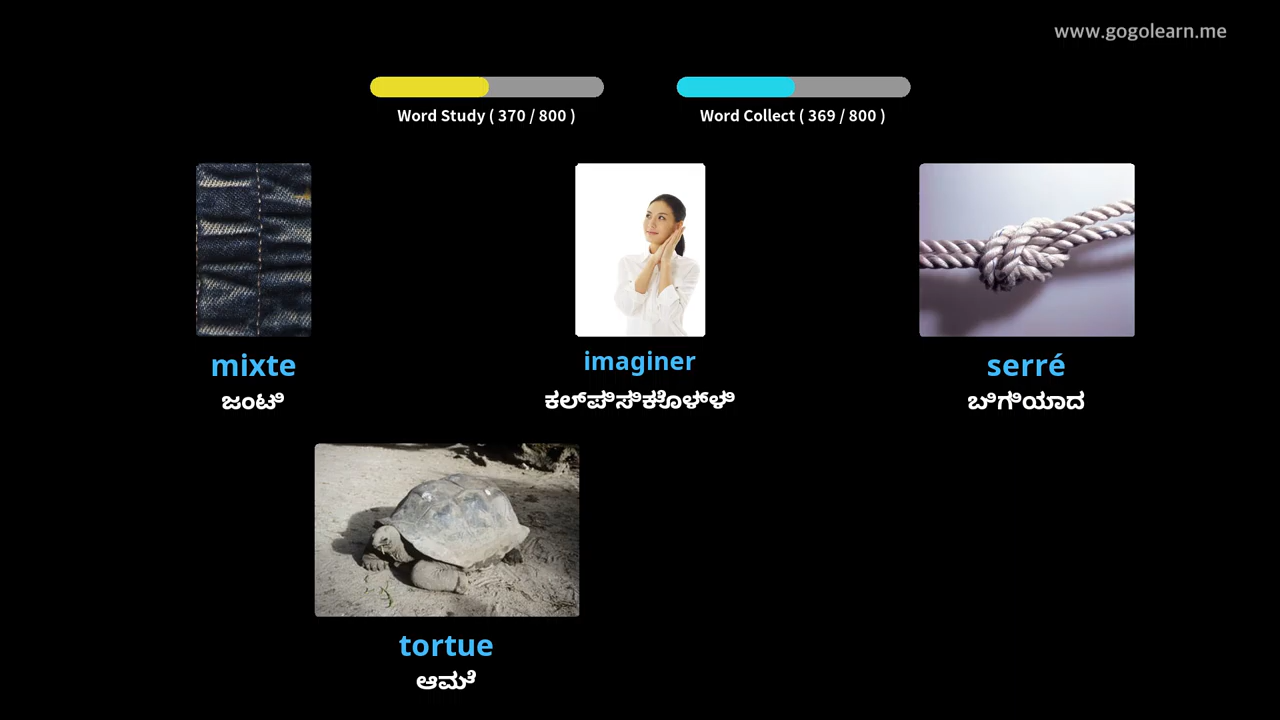 www.gogolearn.me
Word Study ( 370 / 800 )
Word Collect ( 369 / 800 )
mixte
ಜಂಟಿ
imaginer
ಕಲ್ಪಿಸಿಕೊಳ್ಳಿ
serré
ಬಿಗಿಯಾದ
tortue
ಆಮೆ